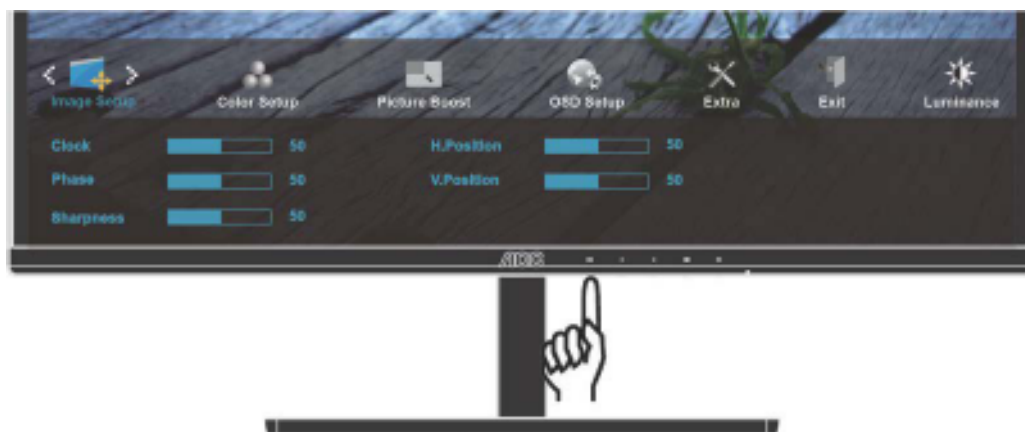 Image Setup Color Setup Picture Boost OSD Setup Extra Exit Luminance
Clock 50 H.Position 50
Phase 50 V.Position 50
Sharpness 50
AOC